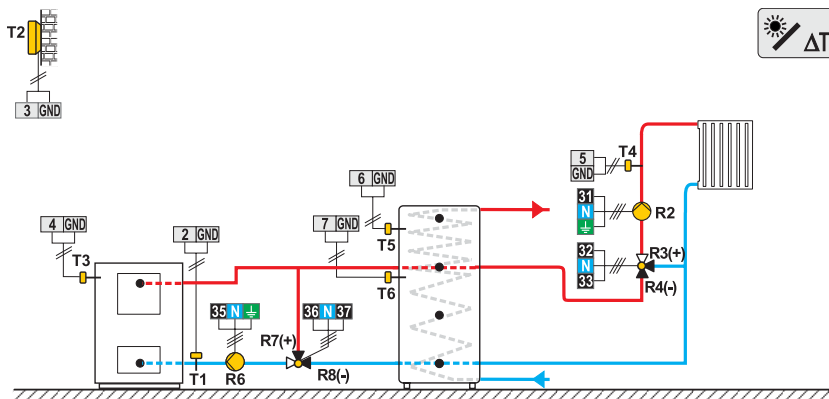 T2
ΔT
3 GND
5
GND
T4
6 GND
31
N
R2
4 GND
2 GND
7 GND
T5
T3
32
N
33
R3(+)
R4(-)
T6
35 N
36 N 37
R7(+)
T1
R6
R8(-)